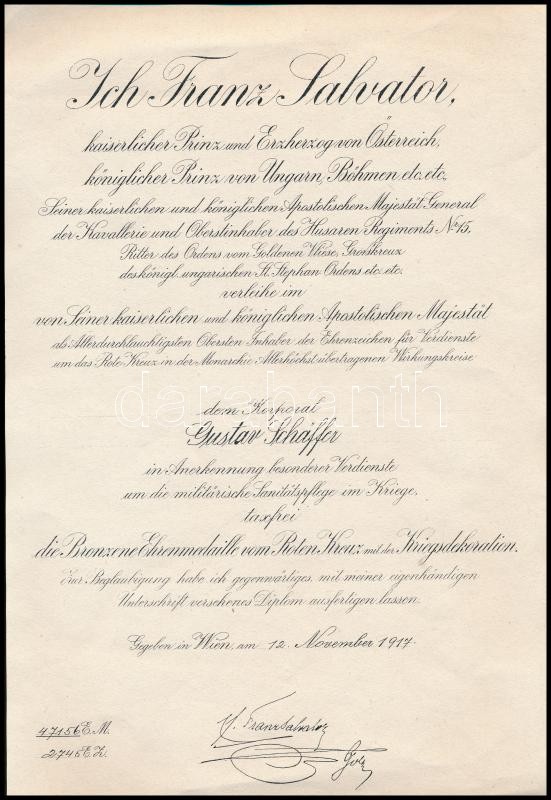 Ich Franz Salvator,
kaiserlicher Prinz und Erzherzog von Österreich,
königlicher Prinz von Ungarn, Böhmen etc. etc.
Seiner kaiserlichen und königlichen Apostolischen Majestät General
der Kavallerie und Oberstinhaber des Husaren Regiments No 15.
Ritter des Ordens vom Goldenen Vliese, Großkreuz
des königl. ungarischen St. Stephan Ordens etc. etc.
verleihe im
von Seiner kaiserlichen und königlichen Apostolischen Majestät
als Allerdurchlauchtigsten Obersten Inhaber der Ehrenzeichen für Verdienste
um das Rote Kreuz in der Monarchie Allerhöchst übertragenen Wirkungskreise
darabanth
dem Korporal
Gustav Schäffer
in Anerkennung besonderer Verdienste
um die militärische Sanitätspflege im Kriege,
taxfrei
die Bronzene Ehrenmedaille vom Roten Kreuz mit der Kriegsdekoration.
Zur Beglaubigung habe ich gegenwärtiges, mit meiner eigenhändigen
Unterschrift versehenes Diplom ausfertigen lassen.
Gegeben in Wien, am 12. November 1917.
47156 E.M.
2745 E.Z.
Franz Salvator